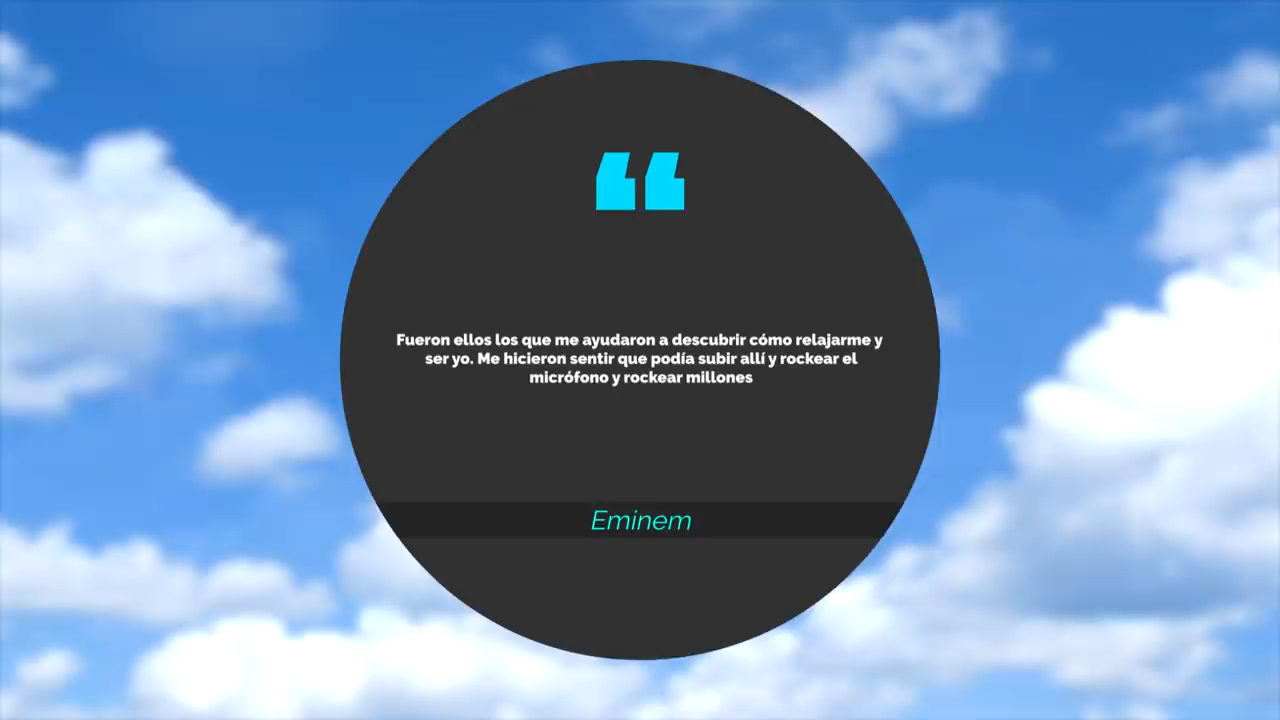 Fueron ellos los que me ayudaron a descubrir cómo relajarme y
ser yo. Me hicieron sentir que podía subir allí y rockear el
micrófono y rockear millones
Eminem